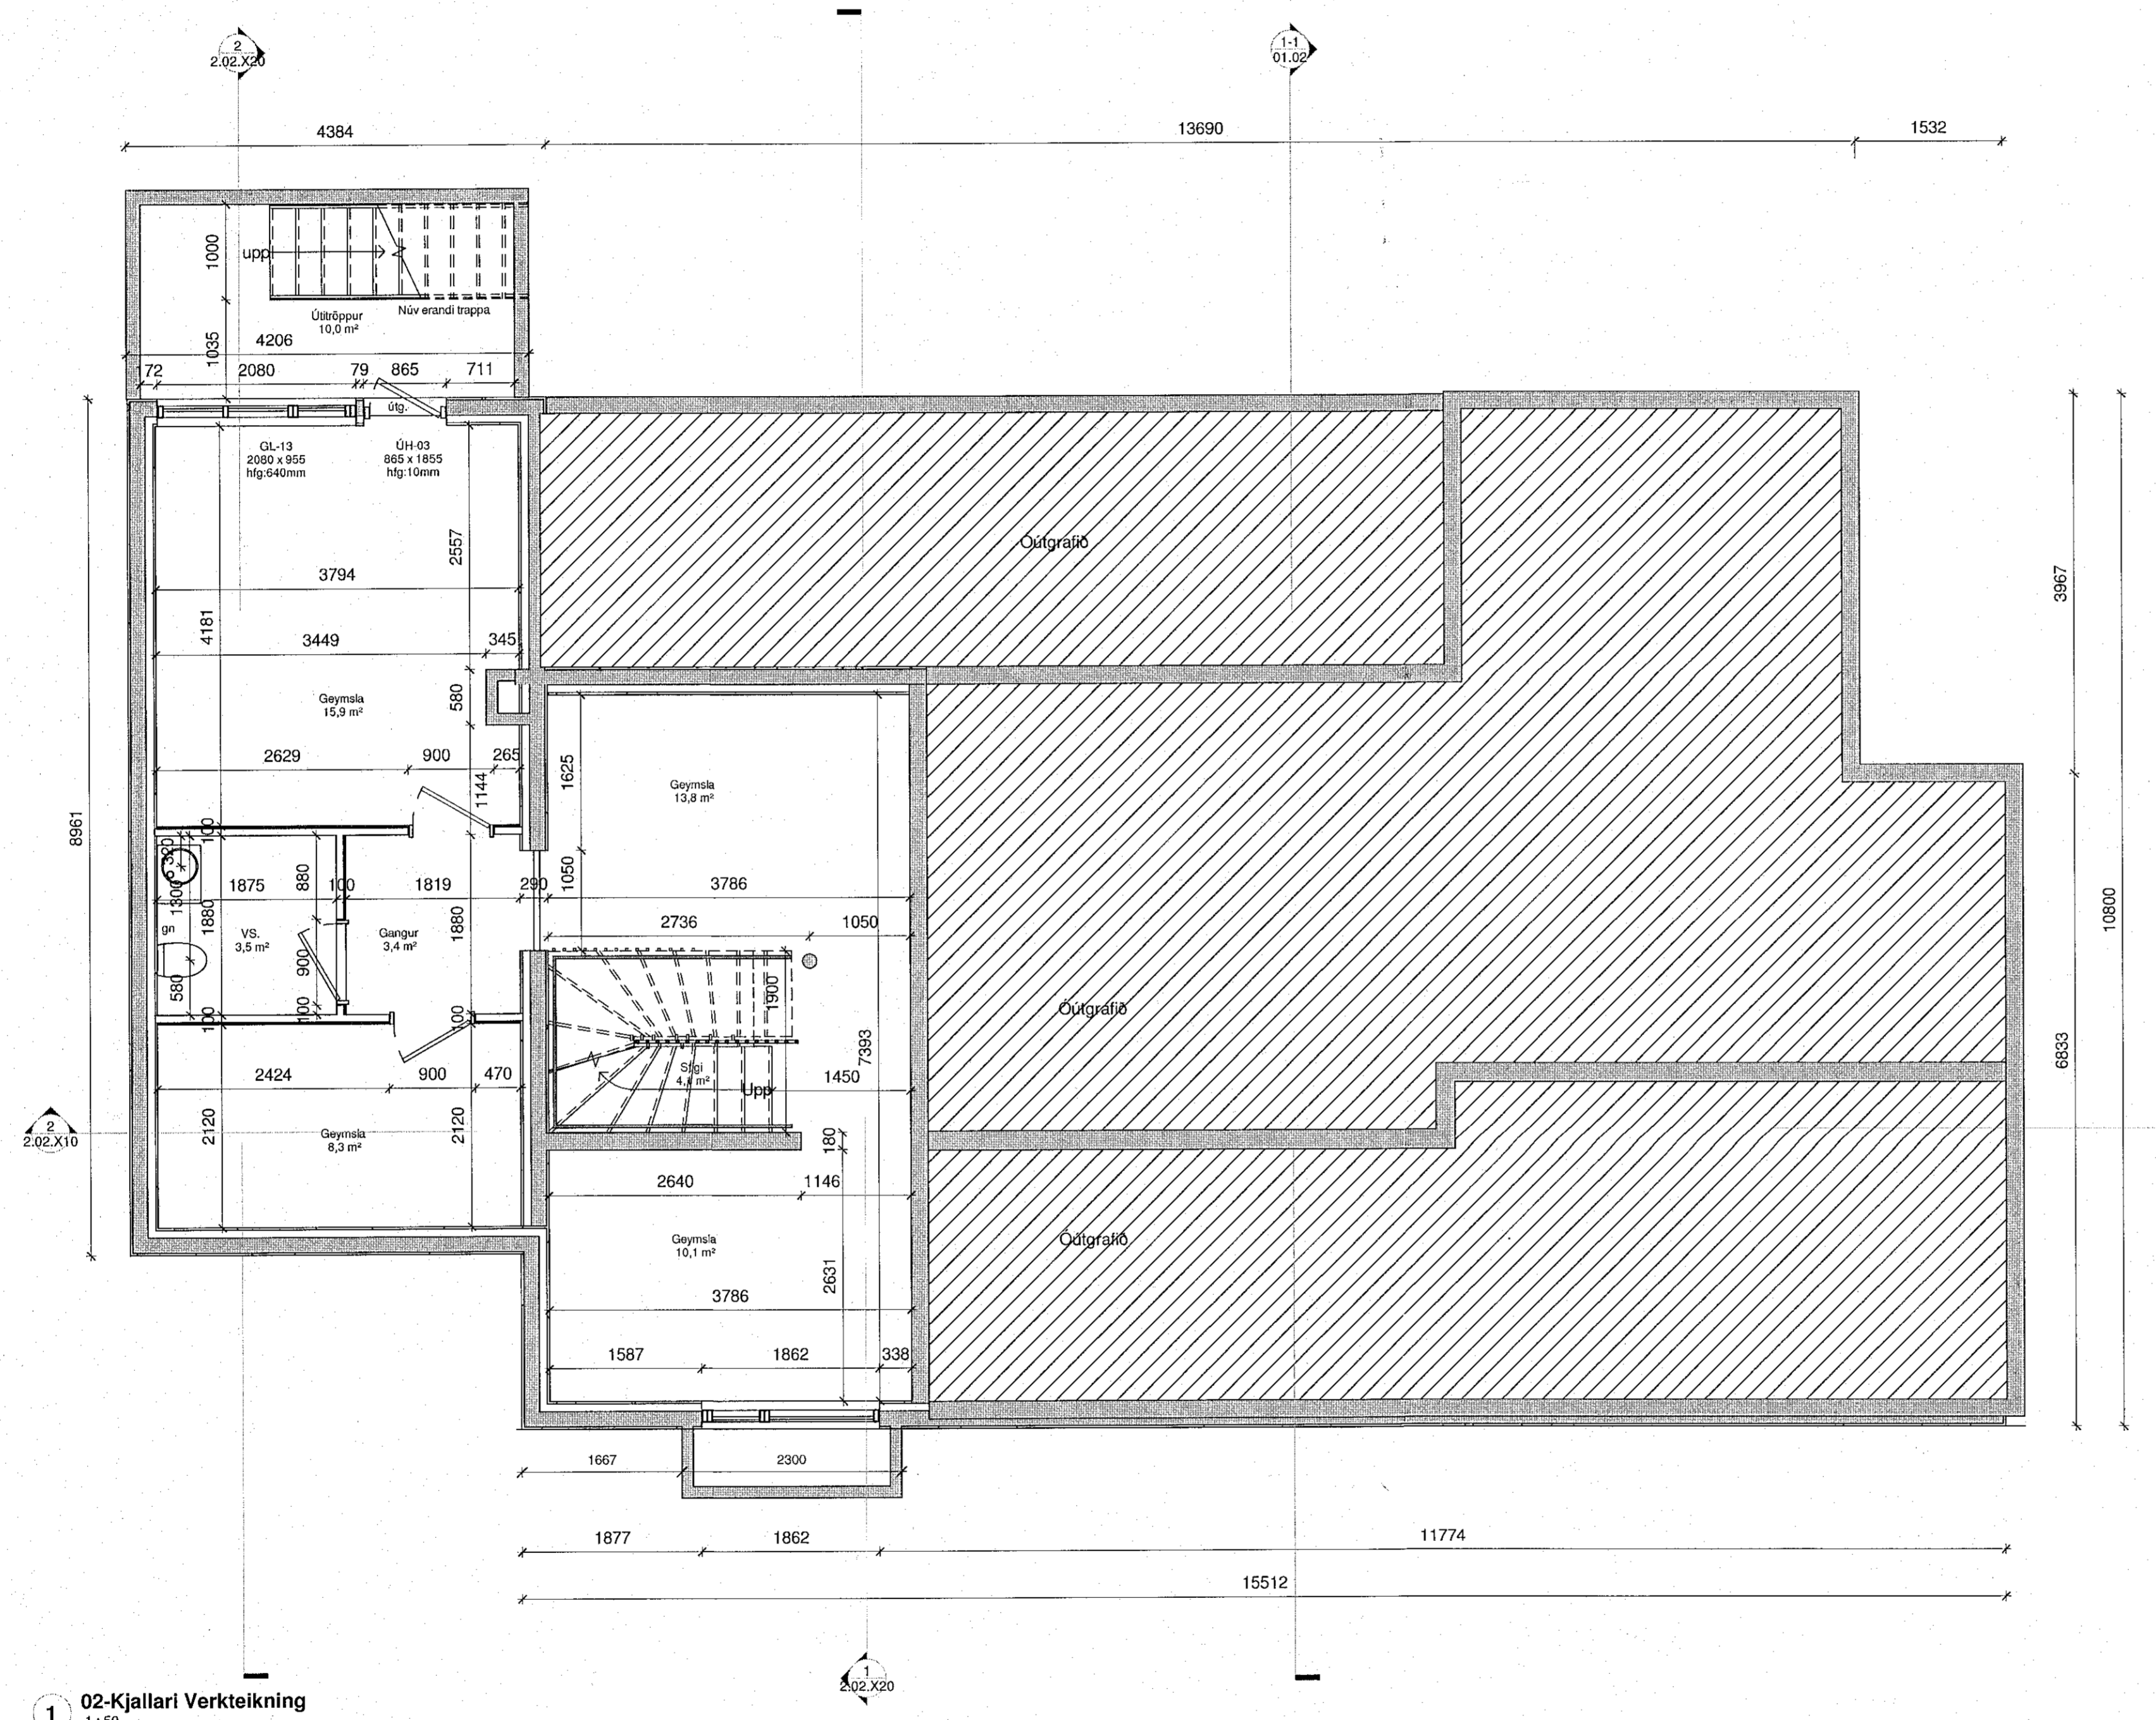 2
2.02.X20
1-1
01.02
4384
13690
1532
1000
upp
Útitröppur
10,0 m²
Núverandi trappa
1035
4206
72
2080
79
865
711
útg.
GL-13
2080 x 955
hfg:640mm
ÚH-03
865 x 1855
hfg:10mm
2557
Óútgrafið
3967
3794
4181
3449
345
580
Geymsla
15,9 m²
2629
900
265
1144
1625
Geymsla
13,8 m²
8961
100
320
1300
1875
880
100
1819
290
1050
3786
10800
1880
1880
gn
VS.
3,5 m²
Gangur
3,4 m²
2736
1050
900
580
100
100
100
1900
Óútgrafið
7393
6833
2424
900
470
4,1 m²
Upp
1450
2
2.02.X10
2120
2120
Geymsla
8,3 m²
180
2640
1146
Geymsla
10,1 m²
Óútgrafið
2631
3786
1587
1862
338
1667
2300
1877
1862
11774
15512
1
2.02.X20
1
02-Kjallari Verkteikning